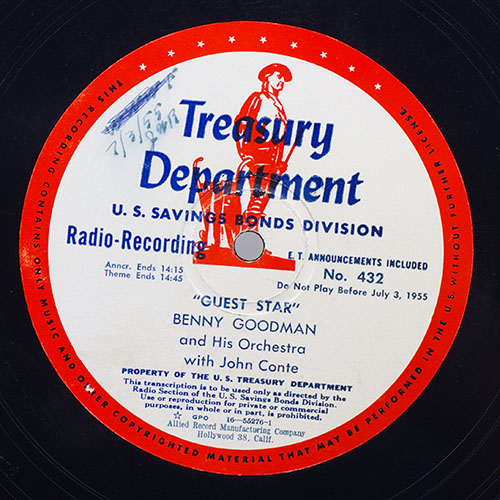 THIS RECORDING CONTAINS ONLY MUSIC AND OTHER COPYRIGHTED MATERIAL THAT MAY BE PERFORMED IN THE U.S. WITHOUT FURTHER LICENSE.
7/3/55
Treasury
Department
U. S. SAVINGS BONDS DIVISION
Radio-Recording
E. T. ANNOUNCEMENTS INCLUDED
Anncr. Ends 14:15
No. 432
Theme Ends 14:45
Do Not Play Before July 3, 1955
"GUEST STAR"
BENNY GOODMAN
and His Orchestra
with John Conte
PROPERTY OF THE U. S. TREASURY DEPARTMENT
This transcription is to be used only as directed by the
Radio Section of the U. S. Savings Bonds Division.
Use or reproduction for private or commercial
purposes, in whole or in part, is prohibited.
☆ GPO 16—55276-1
Allied Record Manufacturing Company
Hollywood 38, Calif.